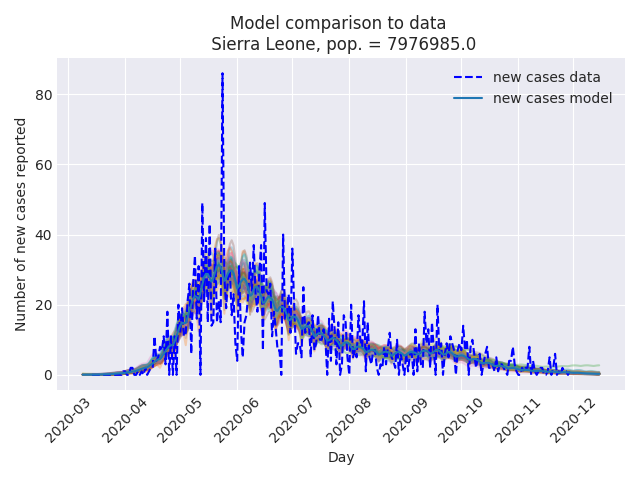 Model comparison to data
Sierra Leone, pop. = 7976985.0
new cases data
new cases model
Number of new cases reported
80
60
40
20
0
2020-03
2020-04
2020-05
2020-06
2020-07
2020-08
2020-09
2020-10
2020-11
2020-12
Day